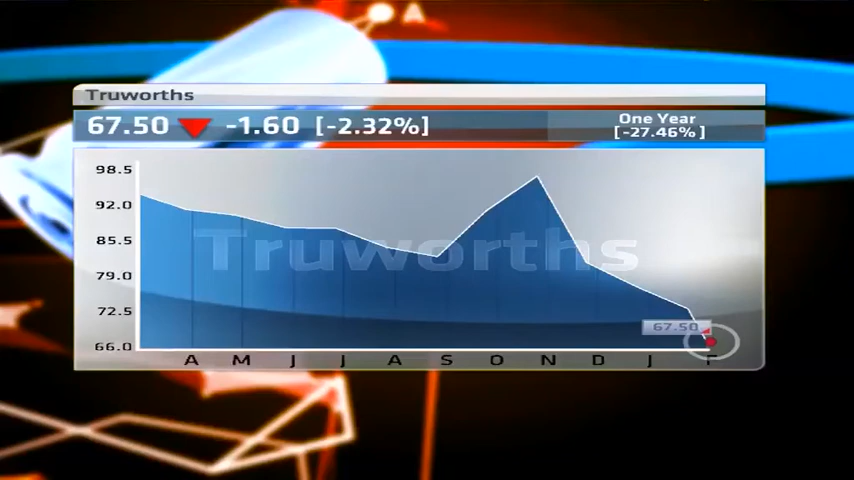 A
Truworths
67.50 -1.60 [-2.32%]
One Year
[-27.46%]
98.5
92.0
85.5
79.0
72.5
66.0
Truworths
67.50
A M J J A S O N D J F